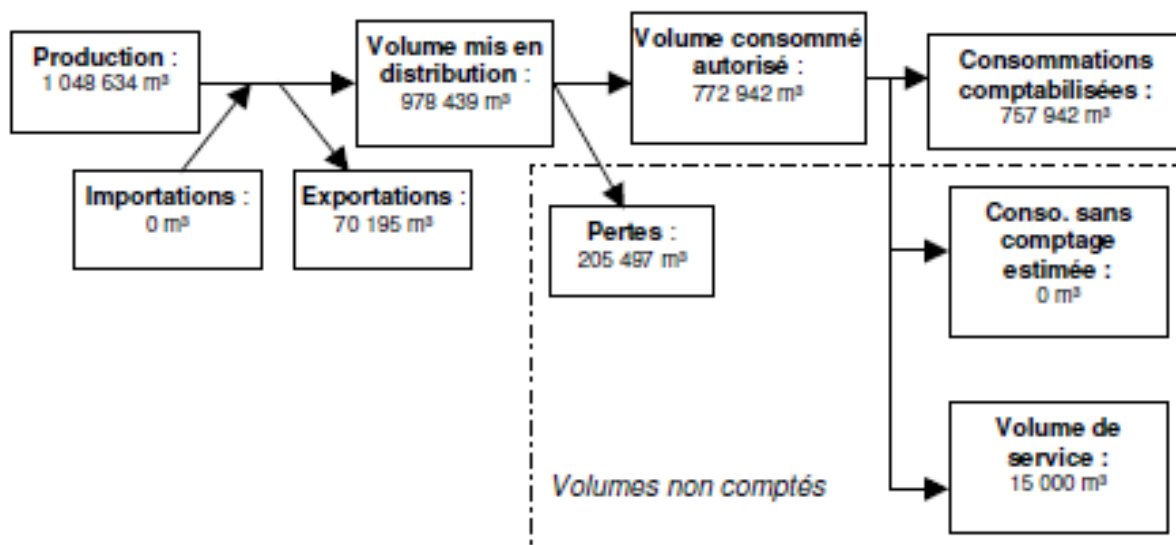 Production :
1 048 634 m³
Volume mis en
distribution :
978 439 m³
Volume consommé
autorisé :
772 942 m³
Consommations
comptabilisées :
757 942 m³
Importations :
0 m³
Exportations :
70 195 m³
Pertes :
205 497 m³
Conso. sans
comptage
estimée :
0 m³
Volume de
service :
15 000 m³
Volumes non comptés